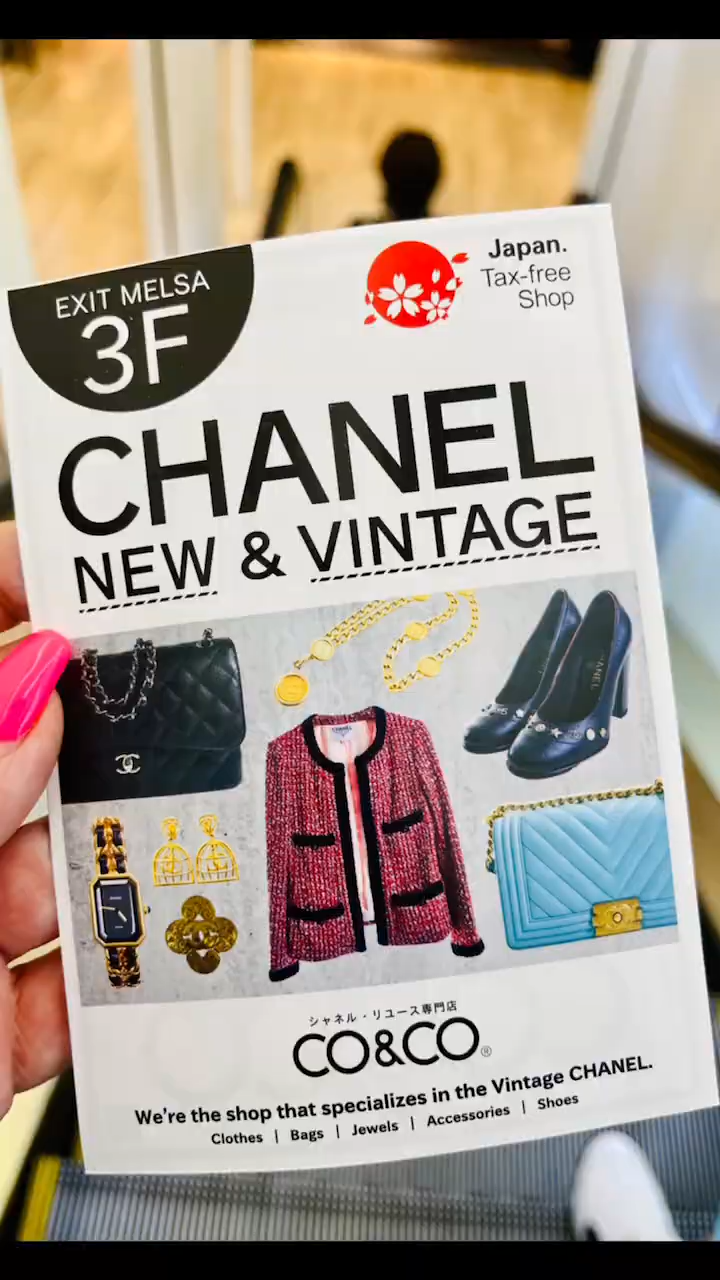 EXIT MELSA
3F
Japan.
Tax-free
Shop
CHANEL
NEW & VINTAGE
CHANEL
CHANEL
シャネル・リユース専門店
CO&CO®
We're the shop that specializes in the Vintage CHANEL.
Clothes | Bags | Jewels | Accessories | Shoes